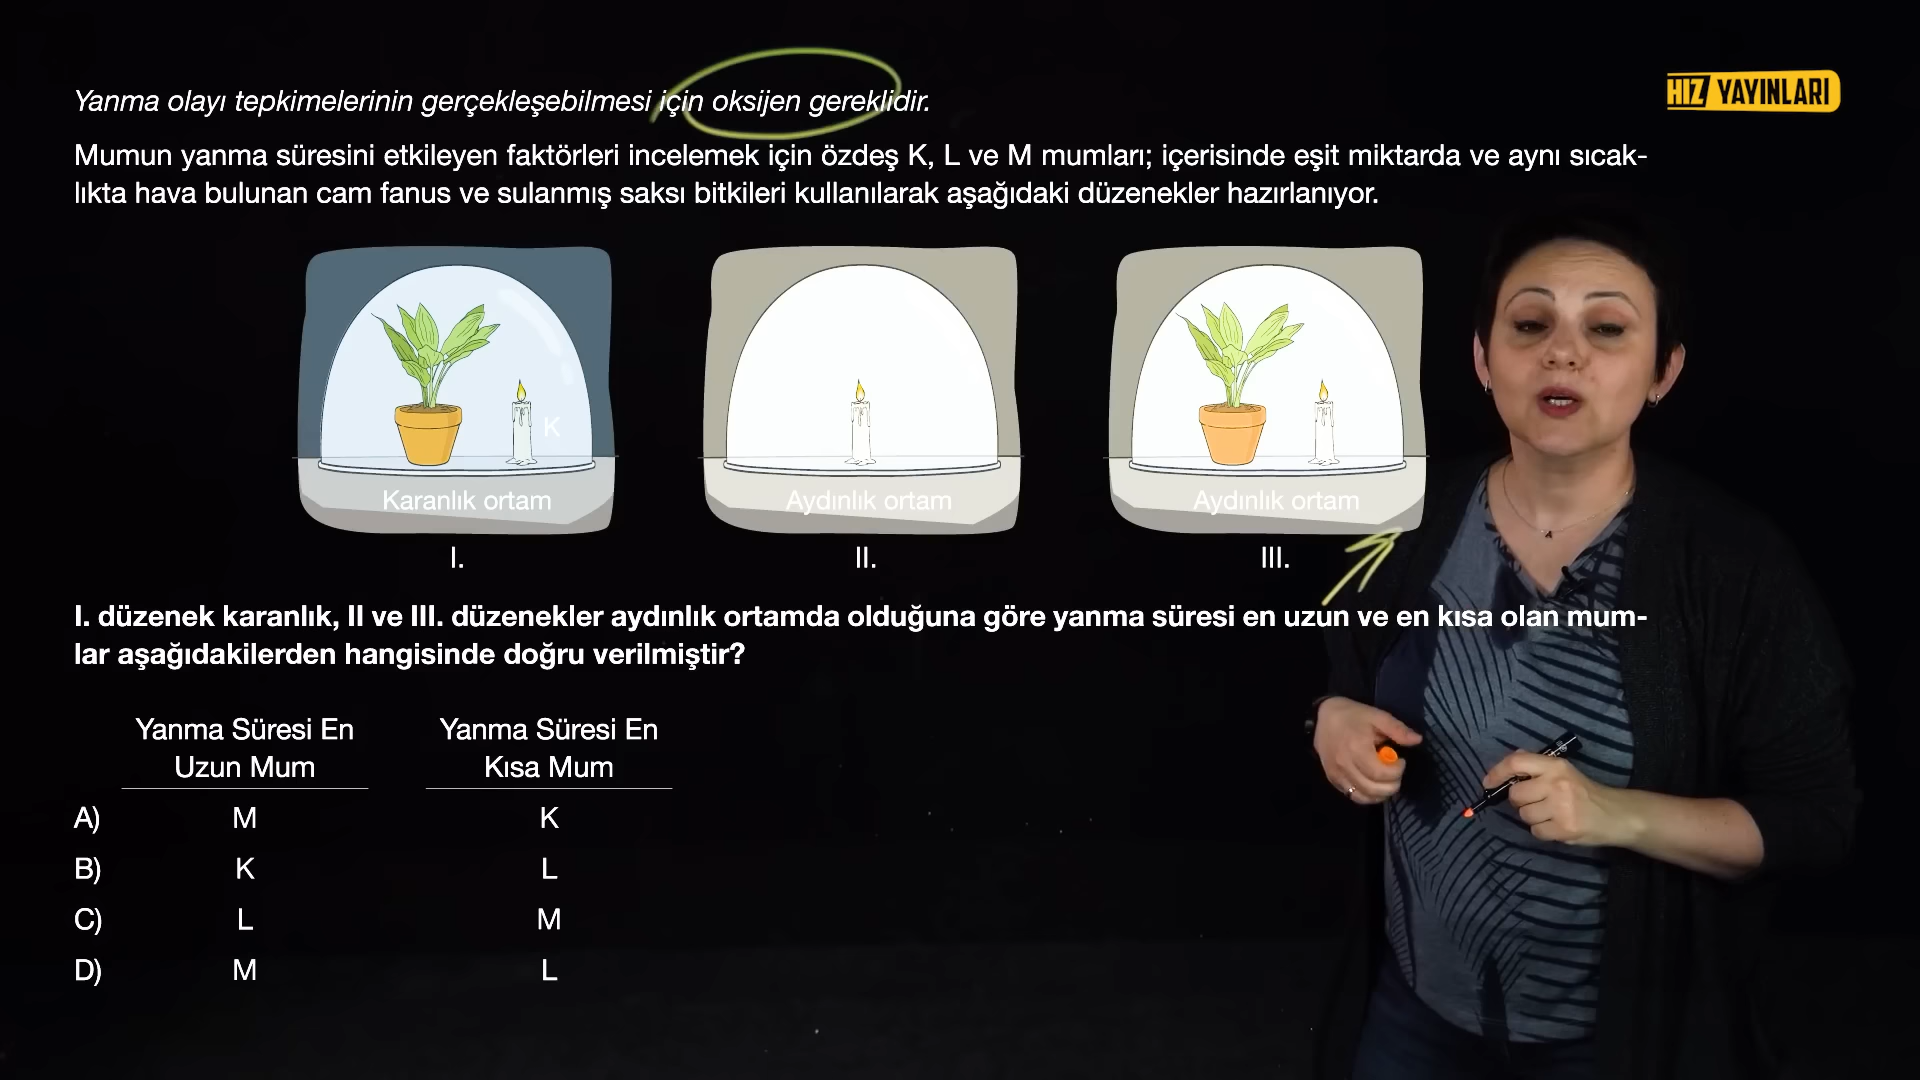 Yanma olayı tepkimelerinin gerçekleşebilmesi için oksijen gereklidir.
HIZ YAYINLARI
Mumun yanma süresini etkileyen faktörleri incelemek için özdeş K, L ve M mumları; içerisinde eşit miktarda ve aynı sıcak-
lıkta hava bulunan cam fanus ve sulanmış saksı bitkileri kullanılarak aşağıdaki düzenekler hazırlanıyor.
K
Karanlık ortam
Aydınlık ortam
Aydınlık ortam
I.
II.
III.
I. düzenek karanlık, II ve III. düzenekler aydınlık ortamda olduğuna göre yanma süresi en uzun ve en kısa olan mum-
lar aşağıdakilerden hangisinde doğru verilmiştir?
Yanma Süresi En
Uzun Mum
Yanma Süresi En
Kısa Mum
A) M K
B) K L
C) L M
D) M L